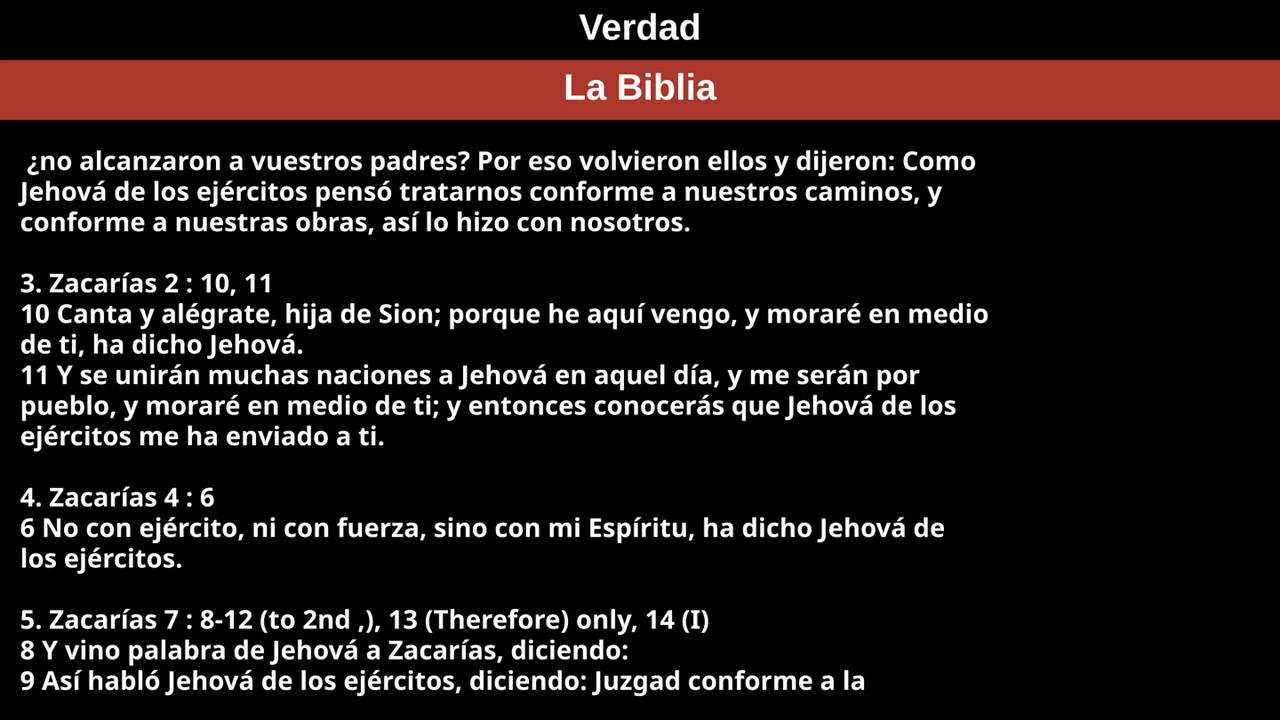 Verdad
La Biblia
¿no alcanzaron a vuestros padres? Por eso volvieron ellos y dijeron: Como
Jehová de los ejércitos pensó tratarnos conforme a nuestros caminos, y
conforme a nuestras obras, así lo hizo con nosotros.
3. Zacarías 2 : 10, 11
10 Canta y alégrate, hija de Sion; porque he aquí vengo, y moraré en medio
de ti, ha dicho Jehová.
11 Y se unirán muchas naciones a Jehová en aquel día, y me serán por
pueblo, y moraré en medio de ti; y entonces conocerás que Jehová de los
ejércitos me ha enviado a ti.
4. Zacarías 4 : 6
6 No con ejército, ni con fuerza, sino con mi Espíritu, ha dicho Jehová de
los ejércitos.
5. Zacarías 7 : 8-12 (to 2nd ,), 13 (Therefore) only, 14 (I)
8 Y vino palabra de Jehová a Zacarías, diciendo:
9 Así habló Jehová de los ejércitos, diciendo: Juzgad conforme a la